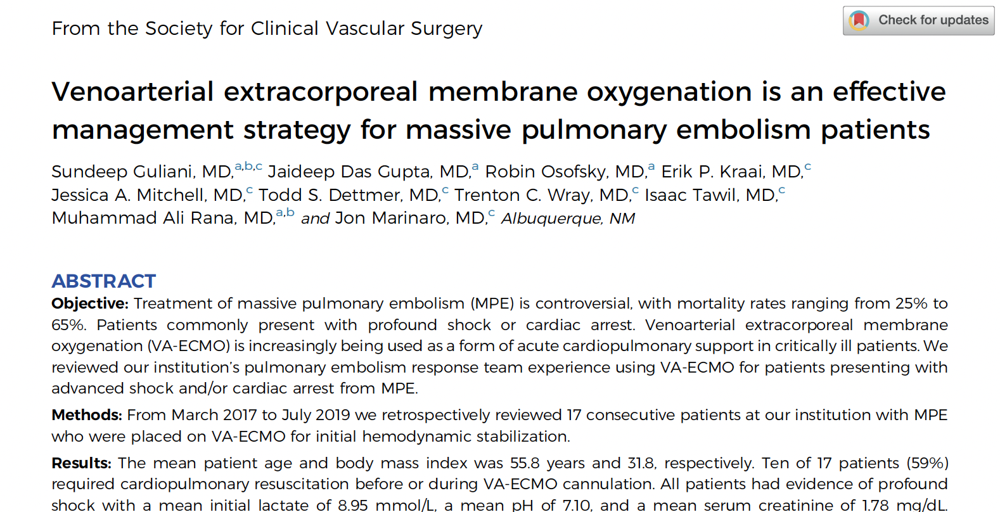 From the Society for Clinical Vascular Surgery
Check for updates
Venoarterial extracorporeal membrane oxygenation is an effective
management strategy for massive pulmonary embolism patients
Sundeep Guliani, MD,a,b,c Jaideep Das Gupta, MD,a Robin Osofsky, MD,a Erik P. Kraai, MD,c
Jessica A. Mitchell, MD,c Todd S. Dettmer, MD,c Trenton C. Wray, MD,c Isaac Tawil, MD,c
Muhammad Ali Rana, MD,a,b and Jon Marinaro, MD,c Albuquerque, NM
ABSTRACT
Objective: Treatment of massive pulmonary embolism (MPE) is controversial, with mortality rates ranging from 25% to
65%. Patients commonly present with profound shock or cardiac arrest. Venoarterial extracorporeal membrane
oxygenation (VA-ECMO) is increasingly being used as a form of acute cardiopulmonary support in critically ill patients. We
reviewed our institution's pulmonary embolism response team experience using VA-ECMO for patients presenting with
advanced shock and/or cardiac arrest from MPE.
Methods: From March 2017 to July 2019 we retrospectively reviewed 17 consecutive patients at our institution with MPE
who were placed on VA-ECMO for initial hemodynamic stabilization.
Results: The mean patient age and body mass index was 55.8 years and 31.8, respectively. Ten of 17 patients (59%)
required cardiopulmonary resuscitation before or during VA-ECMO cannulation. All patients had evidence of profound
shock with a mean initial lactate of 8.95 mmol/L, a mean pH of 7.10, and a mean serum creatinine of 1.78 mg/dL.